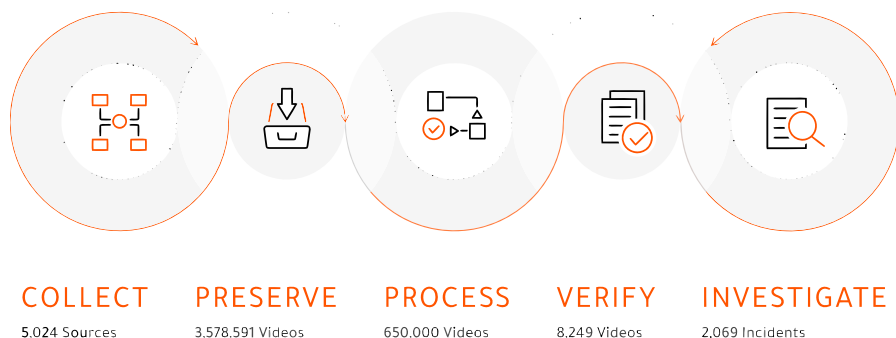 COLLECT
5,024 Sources
PRESERVE
3,578,591 Videos
PROCESS
650,000 Videos
VERIFY
8,249 Videos
INVESTIGATE
2,069 Incidents